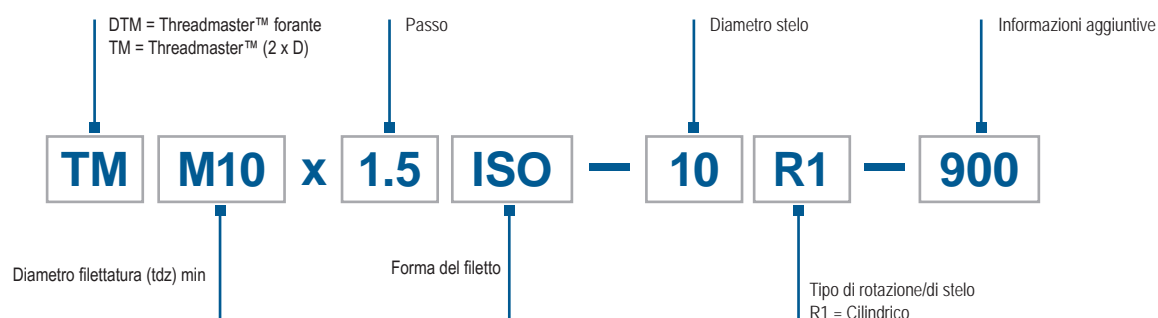 DTM = Threadmaster™ forante
TM = Threadmaster™ (2 x D)
Passo
Diametro stelo
Informazioni aggiuntive
TM M10 x 1.5 ISO — 10 R1 — 900
Diametro filettatura (tdz) min
Forma del filetto
Tipo di rotazione/di stelo
R1 = Cilindrico